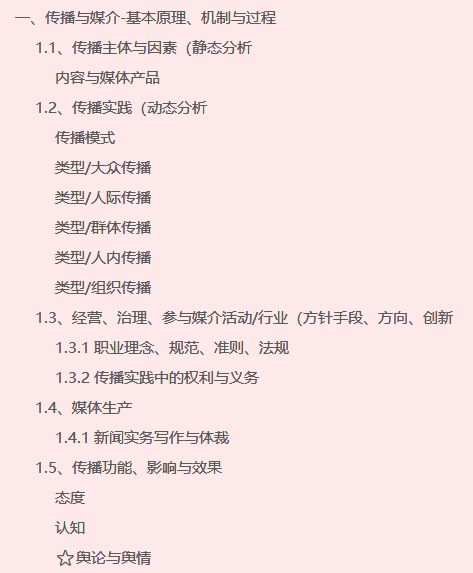 一、传播与媒介-基本原理、机制与过程
1.1、传播主体与因素（静态分析
内容与媒体产品
1.2、传播实践（动态分析
传播模式
类型/大众传播
类型/人际传播
类型/群体传播
类型/人内传播
类型/组织传播
1.3、经营、治理、参与媒介活动/行业（方针手段、方向、创新
1.3.1 职业理念、规范、准则、法规
1.3.2 传播实践中的权利与义务
1.4、媒体生产
1.4.1 新闻实务写作与体裁
1.5、传播功能、影响与效果
态度
认知
☆舆论与舆情